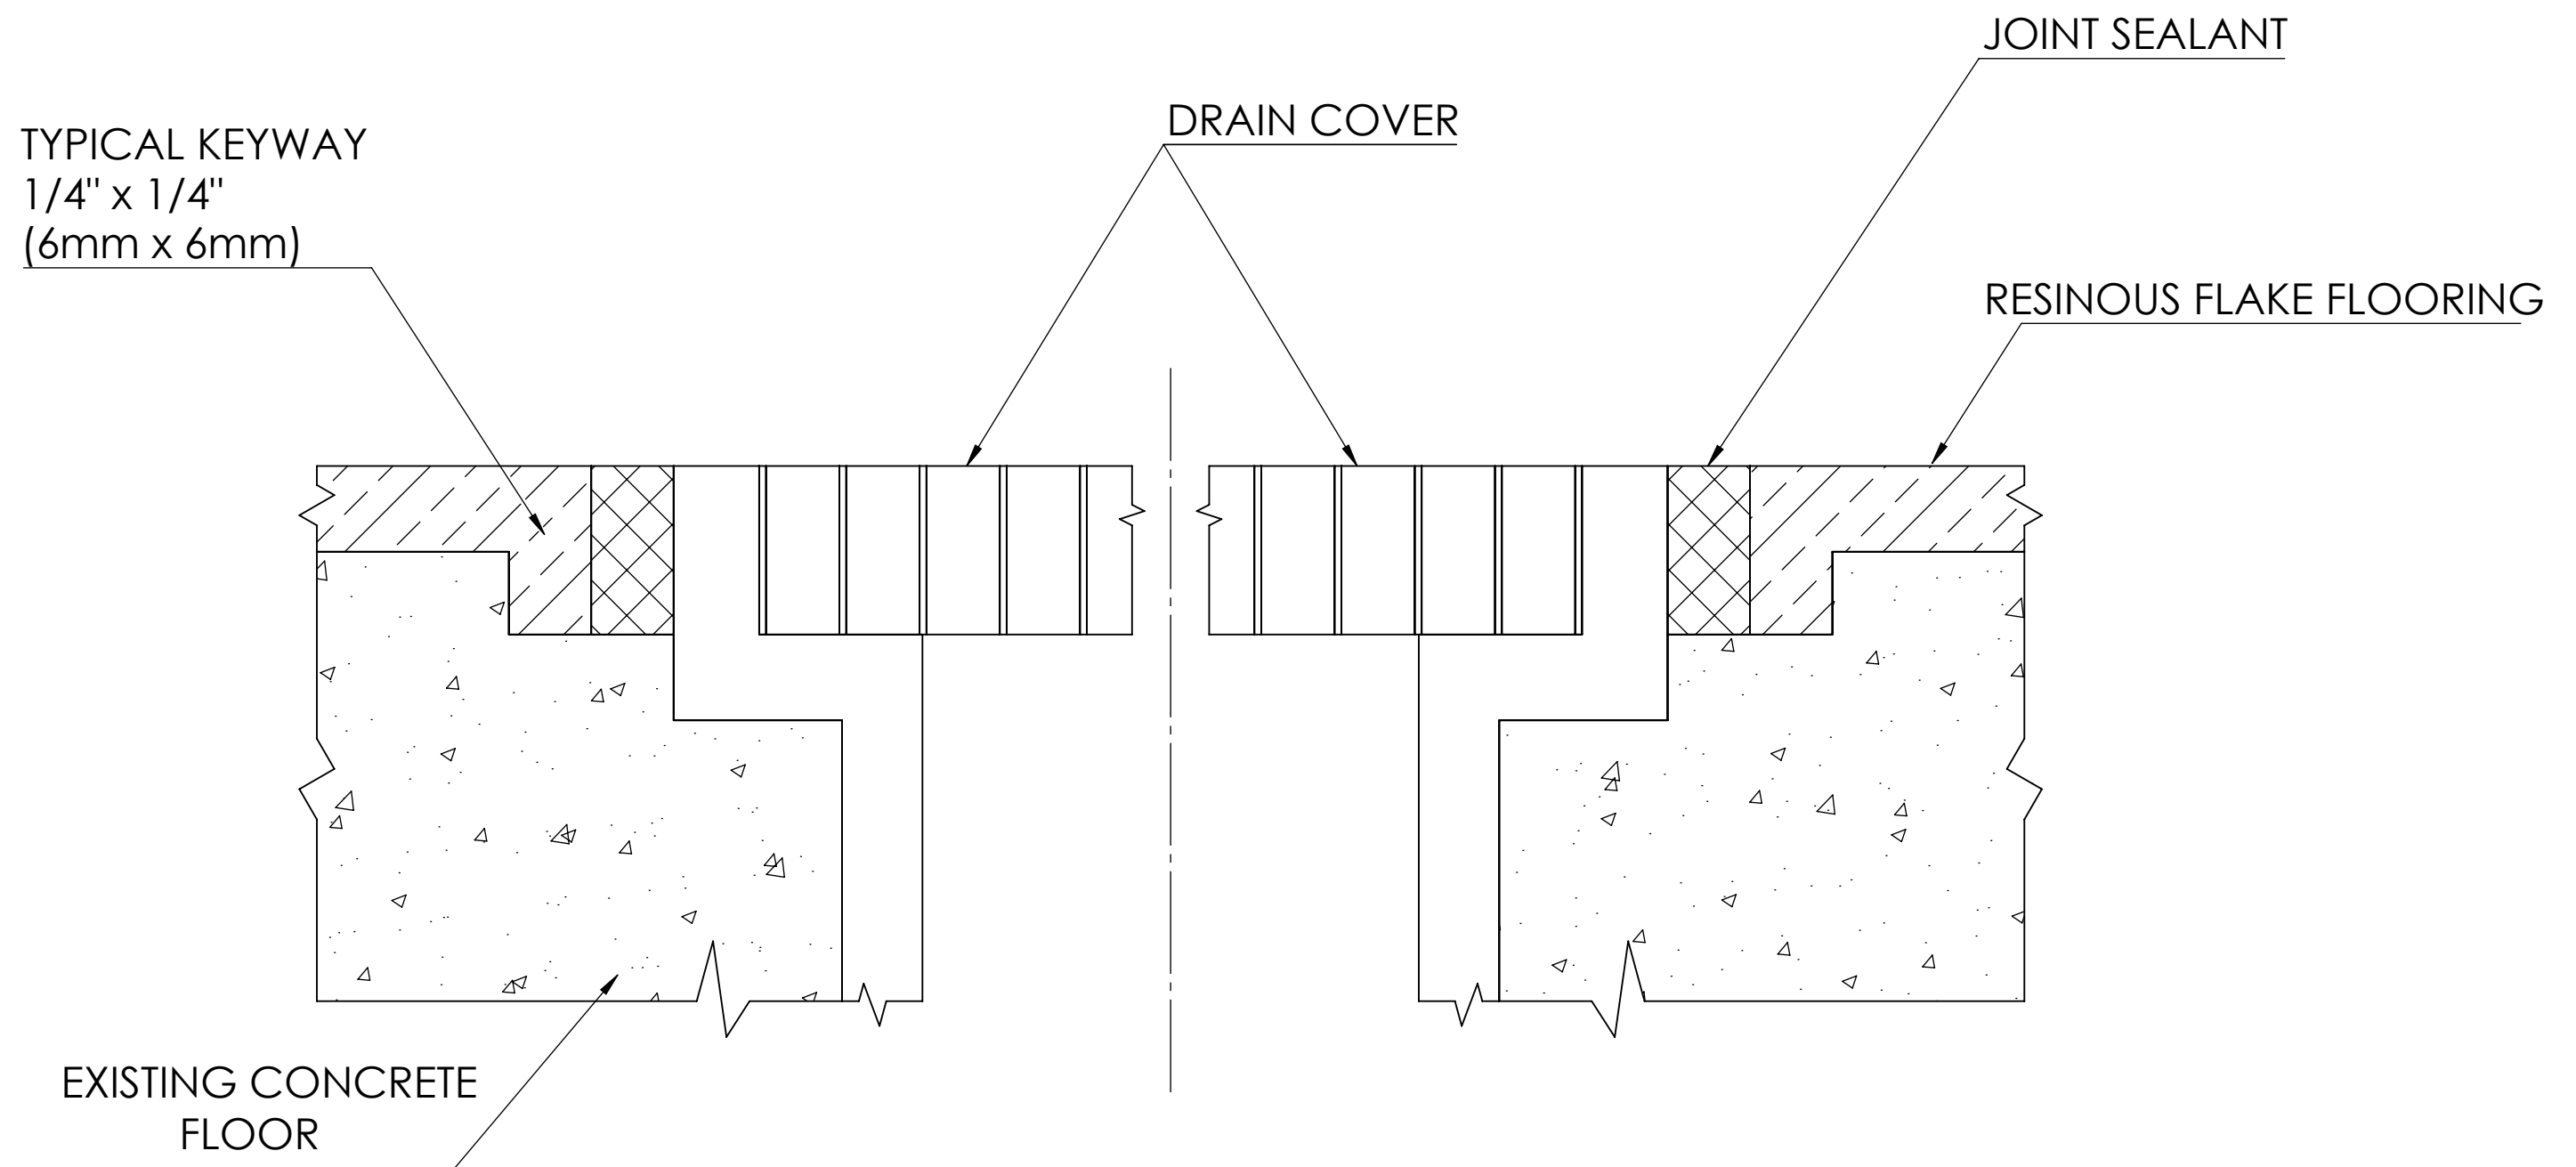 JOINT SEALANT
DRAIN COVER
TYPICAL KEYWAY
1/4" x 1/4"
(6mm x 6mm)
RESINOUS FLAKE FLOORING
EXISTING CONCRETE
FLOOR